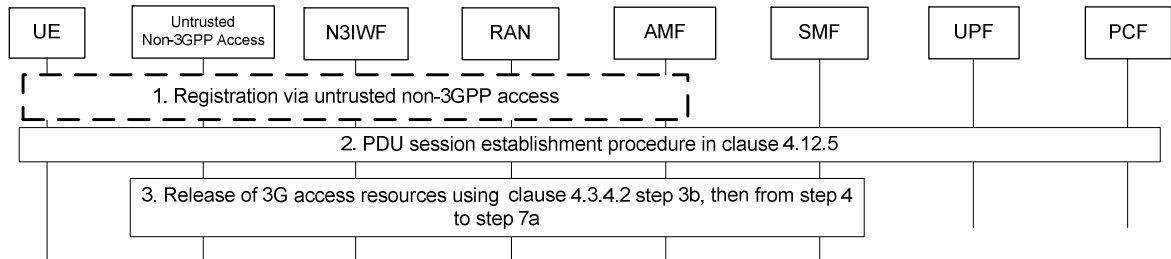 UE
Untrusted
Non-3GPP Access
N3IWF
RAN
AMF
SMF
UPF
PCF
1. Registration via untrusted non-3GPP access
2. PDU session establishment procedure in clause 4.12.5
3. Release of 3G access resources using clause 4.3.4.2 step 3b, then from step 4
to step 7a